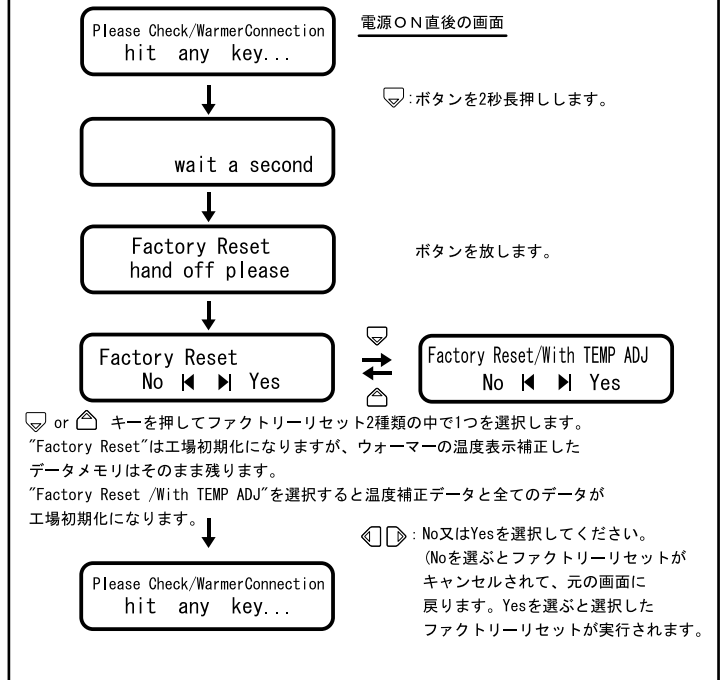 Please Check/WarmerConnection
hit any key...
電源ON直後の画面
:ボタンを2秒長押しします。
wait a second
Factory Reset
hand off please
ボタンを放します。
Factory Reset
No Yes
Factory Reset/With TEMP ADJ
No Yes
or キーを押してファクトリーリセット2種類の中で1つを選択します。
"Factory Reset"は工場初期化になりますが、ウォーマーの温度表示補正した
データメモリはそのまま残ります。
"Factory Reset /With TEMP ADJ"を選択すると温度補正データと全てのデータが
工場初期化になります。
:No又はYesを選択してください。
(Noを選ぶとファクトリーリセットが
キャンセルされて、元の画面に
戻ります。Yesを選ぶと選択した
ファクトリーリセットが実行されます。
Please Check/WarmerConnection
hit any key...